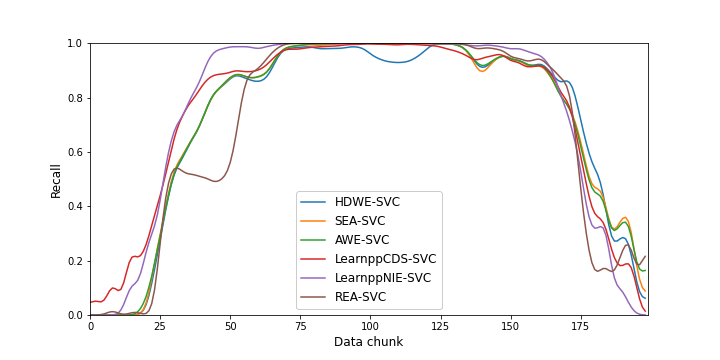 1.0
0.8
0.6
0.4
0.2
0.0
Recall
0
25
50
75
100
125
150
175
Data chunk
HDWE-SVC
SEA-SVC
AWE-SVC
LearnppCDS-SVC
LearnppNIE-SVC
REA-SVC